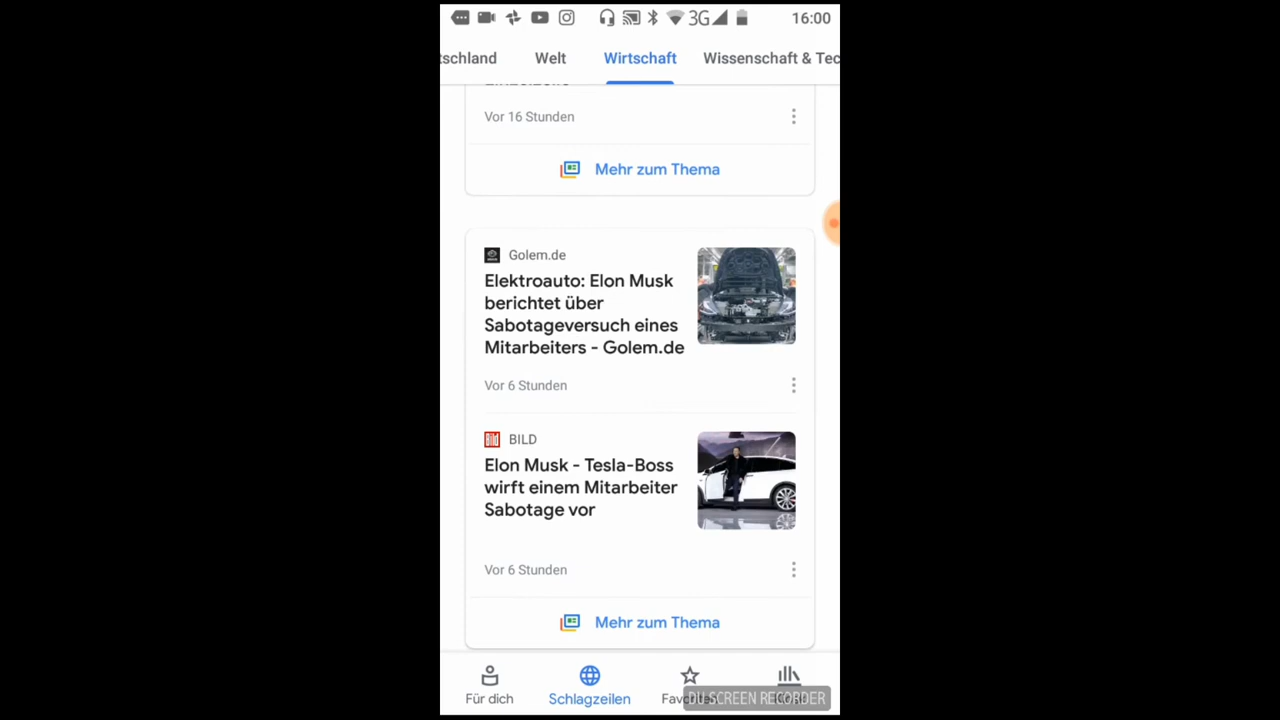 3G 16:00
tschland Welt Wirtschaft Wissenschaft & Tec
Vor 16 Stunden
Mehr zum Thema
Golem.de
Elektroauto: Elon Musk
berichtet über
Sabotageversuch eines
Mitarbeiters - Golem.de
Vor 6 Stunden
Bild BILD
Elon Musk - Tesla-Boss
wirft einem Mitarbeiter
Sabotage vor
Vor 6 Stunden
Mehr zum Thema
Für dich Schlagzeilen
DU SCREEN RECORDER